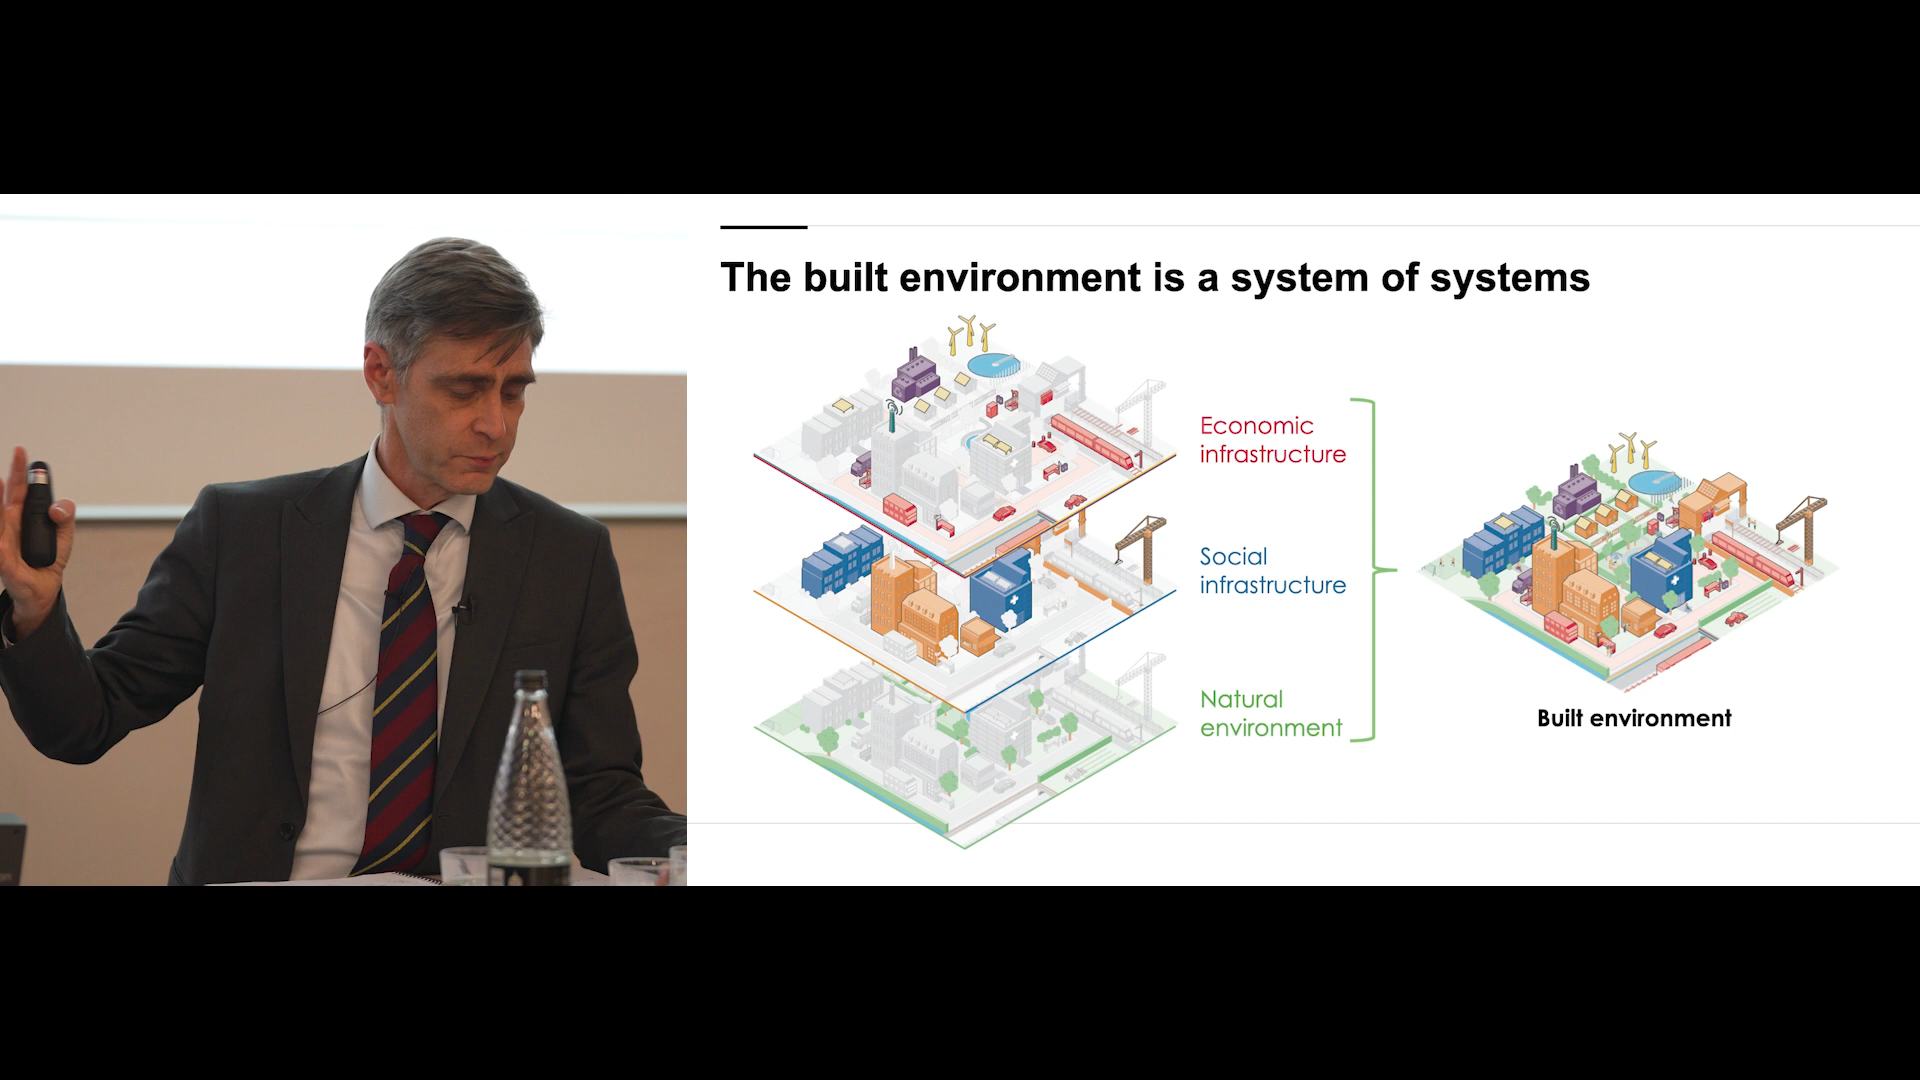 The built environment is a system of systems
Economic
infrastructure
Social
infrastructure
Natural
environment
Built environment